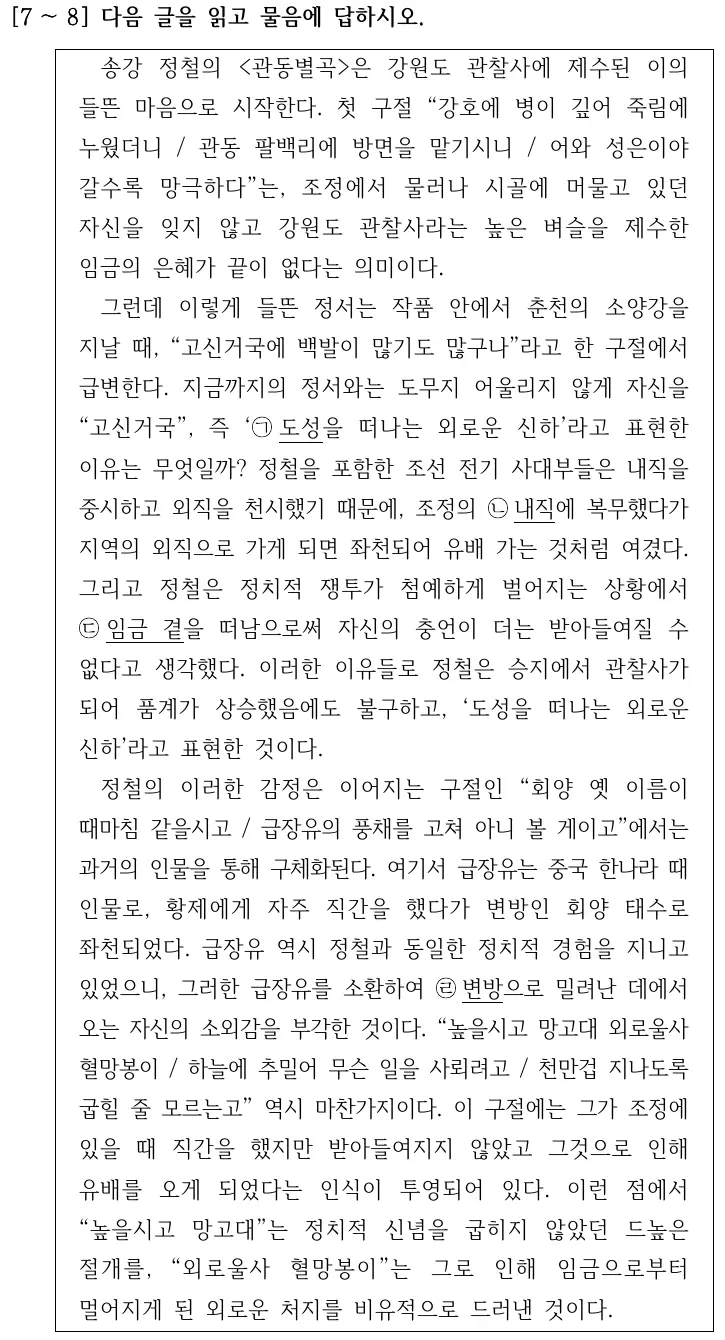 [7 ~ 8] 다음 글을 읽고 물음에 답하시오.
송강 정철의 <관동별곡>은 강원도 관찰사에 제수된 이의
들뜬 마음으로 시작한다. 첫 구절 “강호에 병이 깊어 죽림에
누웠더니 / 관동 팔백리에 방면을 맡기시니 / 어와 성은이야
갈수록 망극하다”는, 조정에서 물러나 시골에 머물고 있던
자신을 잊지 않고 강원도 관찰사라는 높은 벼슬을 제수한
임금의 은혜가 끝이 없다는 의미이다.
그런데 이렇게 들뜬 정서는 작품 안에서 춘천의 소양강을
지날 때, “고신거국에 백발이 많기도 많구나”라고 한 구절에서
급변한다. 지금까지의 정서와는 도무지 어울리지 않게 자신을
“고신거국”, 즉 ‘㉠도성을 떠나는 외로운 신하’라고 표현한
이유는 무엇일까? 정철을 포함한 조선 전기 사대부들은 내직을
중시하고 외직을 천시했기 때문에, 조정의 ㉡내직에 복무했다가
지역의 외직으로 가게 되면 좌천되어 유배 가는 것처럼 여겼다.
그리고 정철은 정치적 쟁투가 첨예하게 벌어지는 상황에서
㉢임금 곁을 떠남으로써 자신의 충언이 더는 받아들여질 수
없다고 생각했다. 이러한 이유들로 정철은 승지에서 관찰사가
되어 품계가 상승했음에도 불구하고, ‘도성을 떠나는 외로운
신하’라고 표현한 것이다.
정철의 이러한 감정은 이어지는 구절인 “회양 옛 이름이
때마침 같을시고 / 급장유의 풍채를 고쳐 아니 볼 게이고”에서는
과거의 인물을 통해 구체화된다. 여기서 급장유는 중국 한나라 때
인물로, 황제에게 자주 직간을 했다가 변방인 회양 태수로
좌천되었다. 급장유 역시 정철과 동일한 정치적 경험을 지니고
있었으니, 그러한 급장유를 소환하여 ㉣변방으로 밀려난 데에서
오는 자신의 소외감을 부각한 것이다. “높을시고 망고대 외로울사
혈망봉이 / 하늘에 추밀어 무슨 일을 사뢰려고 / 천만겁 지나도록
굽힐 줄 모르는고” 역시 마찬가지이다. 이 구절에는 그가 조정에
있을 때 직간을 했지만 받아들여지지 않았고 그것으로 인해
유배를 오게 되었다는 인식이 투영되어 있다. 이런 점에서
“높을시고 망고대”는 정치적 신념을 굽히지 않았던 드높은
절개를, “외로울사 혈망봉이”는 그로 인해 임금으로부터
멀어지게 된 외로운 처지를 비유적으로 드러낸 것이다.